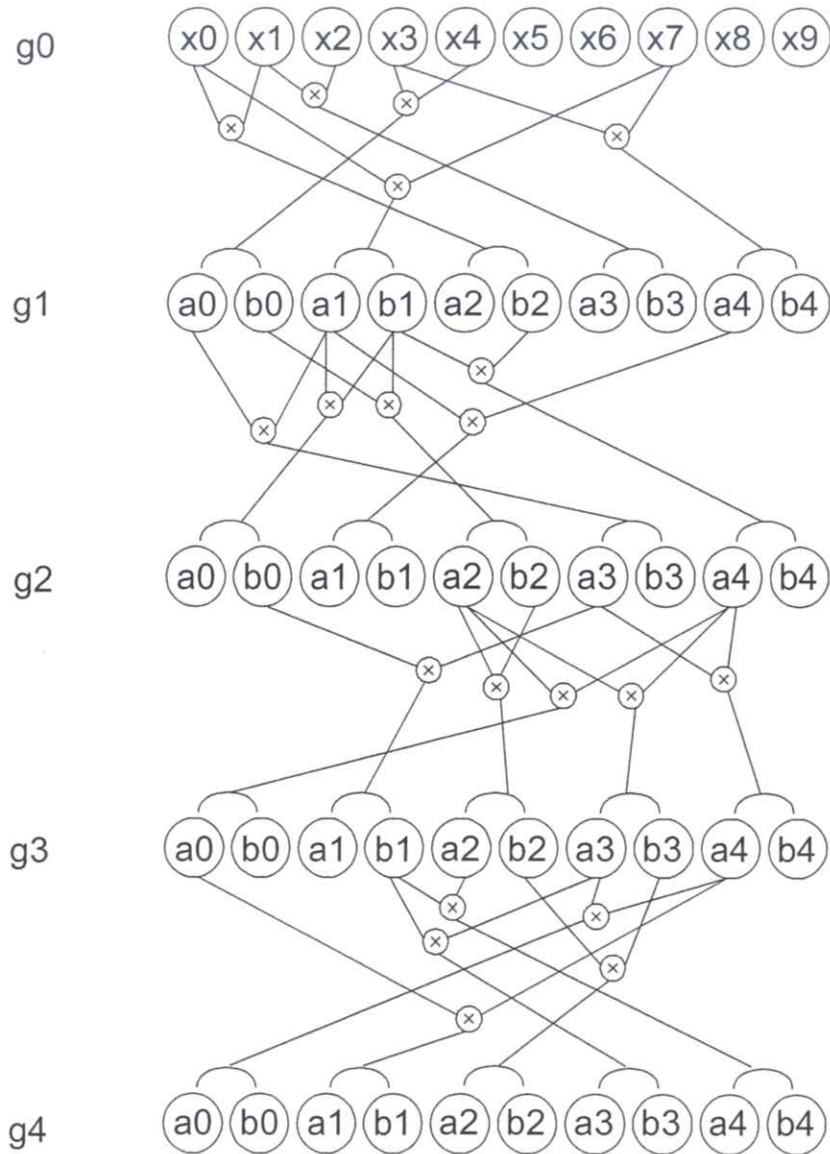 g0 x0 x1 x2 x3 x4 x5 x6 x7 x8 x9
× × × × ×
g1 a0 b0 a1 b1 a2 b2 a3 b3 a4 b4
× × × × ×
g2 a0 b0 a1 b1 a2 b2 a3 b3 a4 b4
× × × × ×
g3 a0 b0 a1 b1 a2 b2 a3 b3 a4 b4
× × × × ×
g4 a0 b0 a1 b1 a2 b2 a3 b3 a4 b4